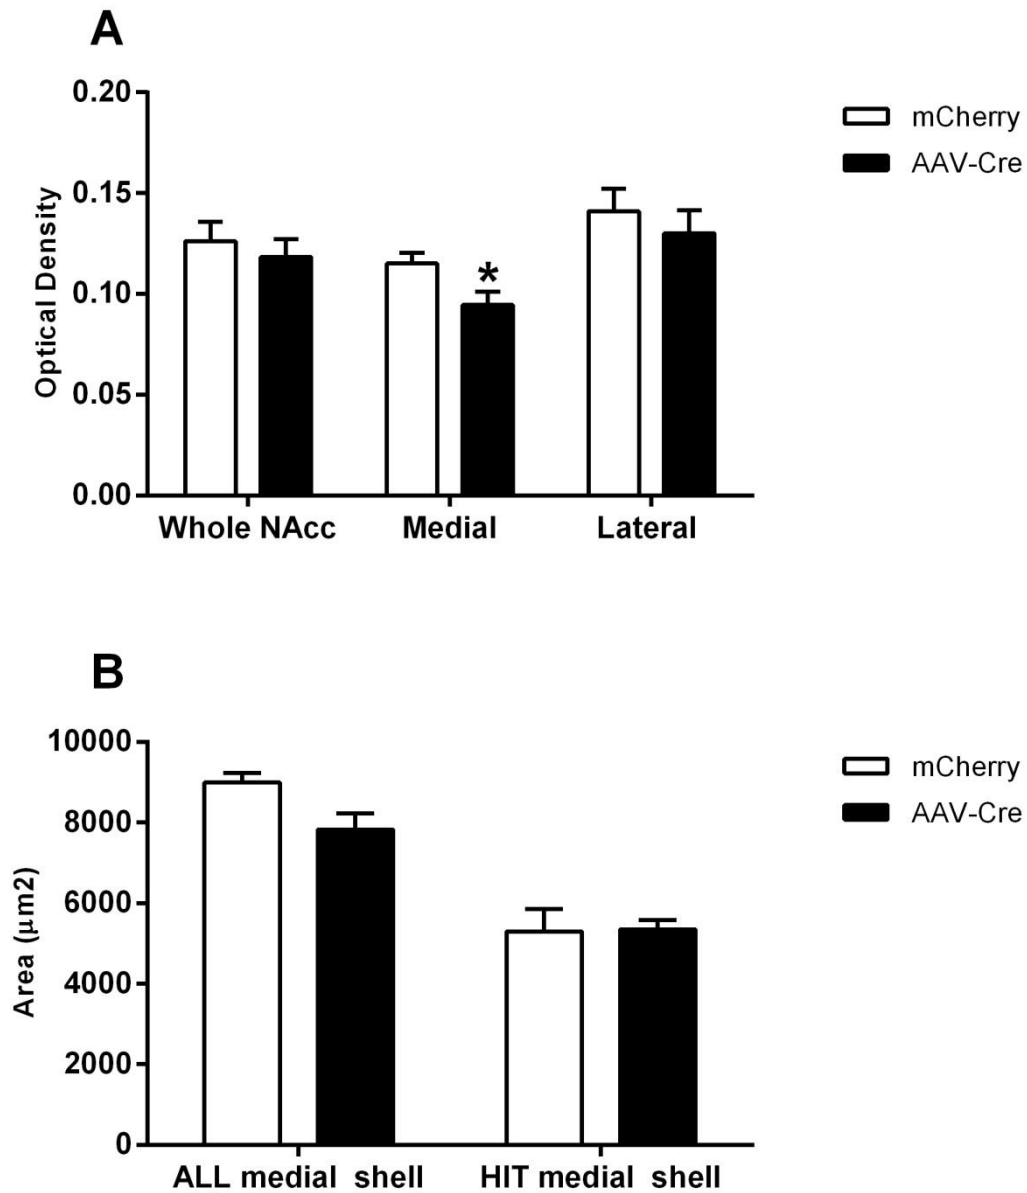 A
0.20
0.15
0.10
0.05
0.00
Optical Density
*
Whole NAcc Medial Lateral
mCherry
AAV-Cre
B
10000
8000
6000
4000
2000
0
Area (μm2)
ALL medial shell HIT medial shell
mCherry
AAV-Cre